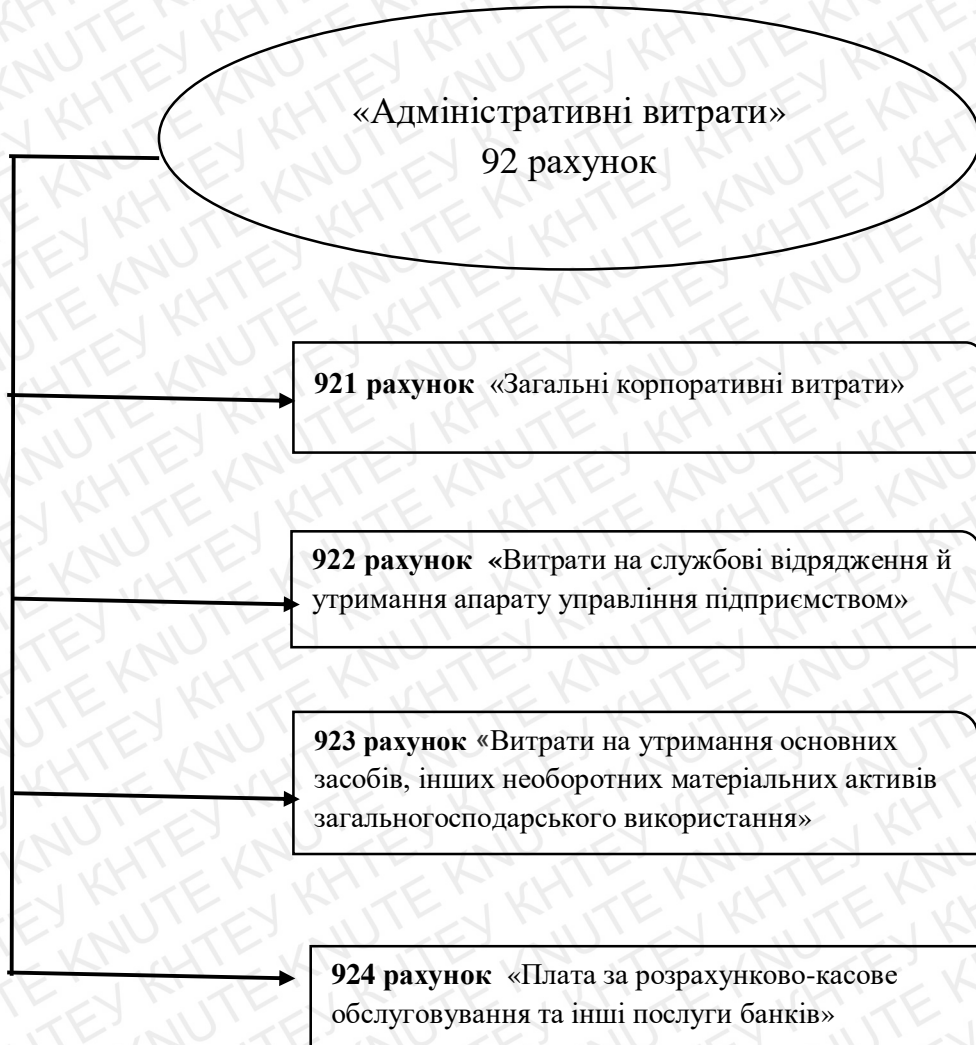 «Адміністративні витрати»
92 рахунок
921 рахунок «Загальні корпоративні витрати»
922 рахунок «Витрати на службові відрядження й
утримання апарату управління підприємством»
923 рахунок «Витрати на утримання основних
засобів, інших необоротних матеріальних активів
загальногосподарського використання»
924 рахунок «Плата за розрахунково-касове
обслуговування та інші послуги банків»